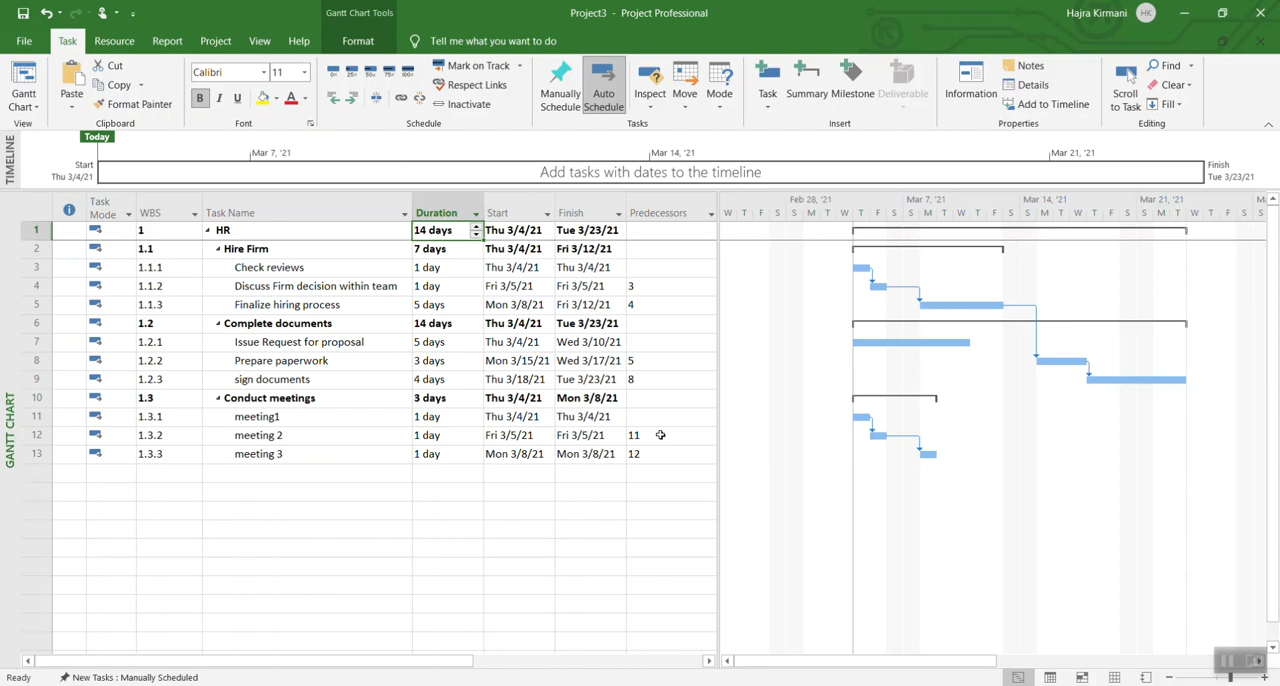 Gantt Chart Tools
Project3 - Project Professional
Hajra Kirmani HK
File Task Resource Report Project View Help Format Tell me what you want to do
Gantt Chart
View
Paste
Cut
Copy
Format Painter
Clipboard
Calibri 11
B I U A
Font
0% 25% 50% 75% 100%
Mark on Track
Respect Links
Inactivate
Schedule
Manually Schedule
Auto Schedule
Inspect
Move
Mode
Tasks
Task
Summary
Milestone
Deliverable
Insert
Information
Notes
Details
Add to Timeline
Properties
Scroll to Task
Find
Clear
Fill
Editing
TIMELINE
Today
Mar 7, '21 Mar 14, '21 Mar 21, '21
Start
Thu 3/4/21
Add tasks with dates to the timeline
Finish
Tue 3/23/21
GANTT CHART
Task Mode WBS Task Name Duration Start Finish Predecessors
Feb 28, '21 Mar 7, '21 Mar 14, '21 Mar 21, '21
W T F S S M T W T F S S M T W T F S S M T W T F S S M T W T F S
1 1 HR 14 days Thu 3/4/21 Tue 3/23/21
2 1.1 Hire Firm 7 days Thu 3/4/21 Fri 3/12/21
3 1.1.1 Check reviews 1 day Thu 3/4/21 Thu 3/4/21
4 1.1.2 Discuss Firm decision within team 1 day Fri 3/5/21 Fri 3/5/21 3
5 1.1.3 Finalize hiring process 5 days Mon 3/8/21 Fri 3/12/21 4
6 1.2 Complete documents 14 days Thu 3/4/21 Tue 3/23/21
7 1.2.1 Issue Request for proposal 5 days Thu 3/4/21 Wed 3/10/21
8 1.2.2 Prepare paperwork 3 days Mon 3/15/21 Wed 3/17/21 5
9 1.2.3 sign documents 4 days Thu 3/18/21 Tue 3/23/21 8
10 1.3 Conduct meetings 3 days Thu 3/4/21 Mon 3/8/21
11 1.3.1 meeting1 1 day Thu 3/4/21 Thu 3/4/21
12 1.3.2 meeting 2 1 day Fri 3/5/21 Fri 3/5/21 11
13 1.3.3 meeting 3 1 day Mon 3/8/21 Mon 3/8/21 12
Ready New Tasks : Manually Scheduled